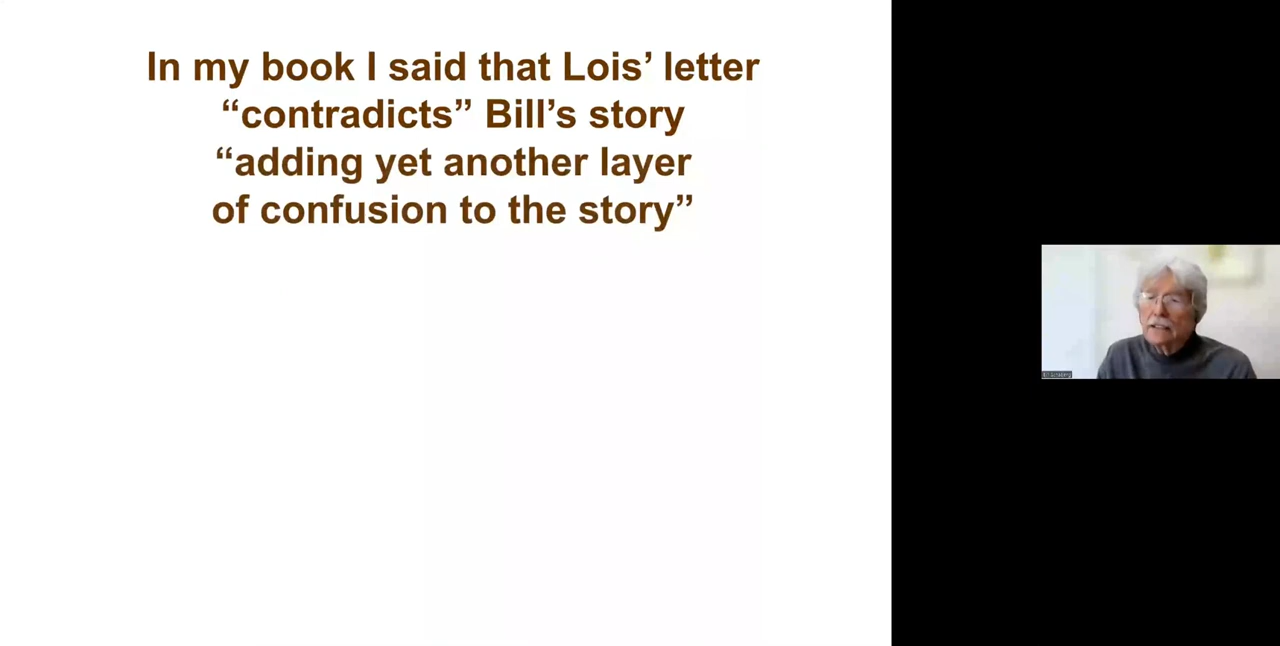 In my book I said that Lois’ letter
“contradicts” Bill’s story
“adding yet another layer
of confusion to the story”